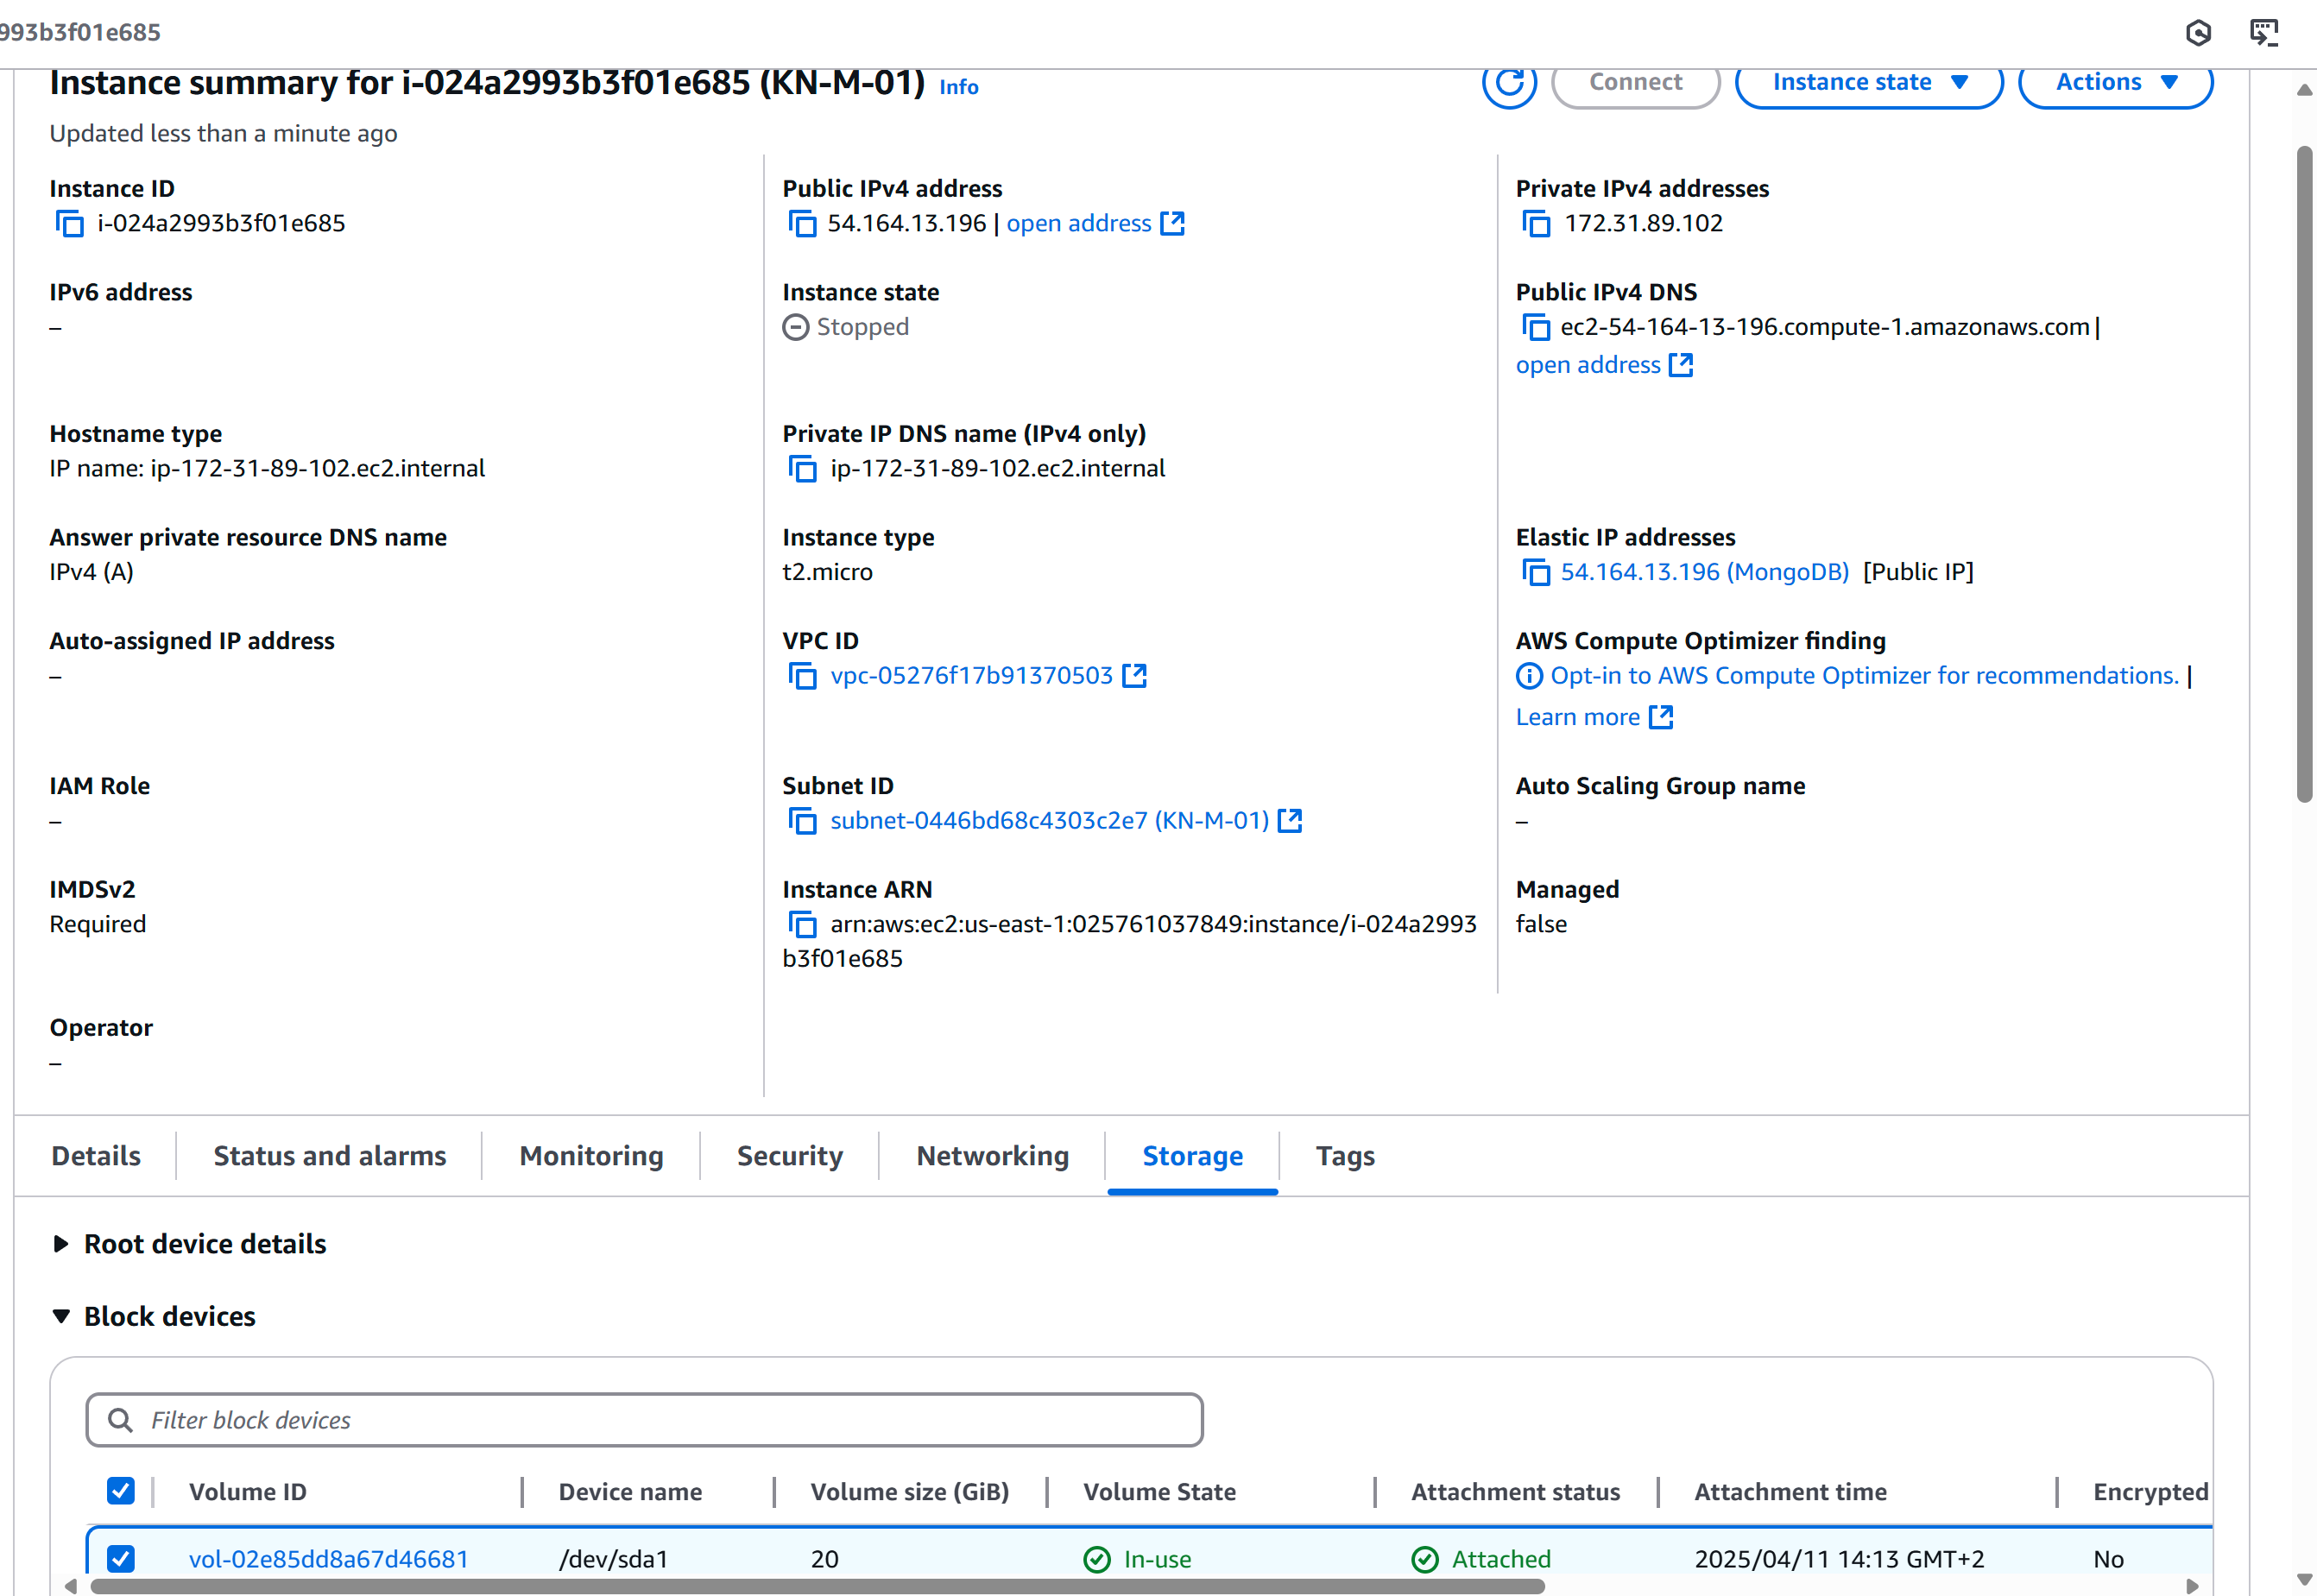 993b3f01e685
Instance summary for i-024a2993b3f01e685 (KN-M-01) Info
Connect
Instance state
Actions
Updated less than a minute ago
Instance ID
i-024a2993b3f01e685
Public IPv4 address
54.164.13.196 | open address
Private IPv4 addresses
172.31.89.102
IPv6 address
–
Instance state
Stopped
Public IPv4 DNS
ec2-54-164-13-196.compute-1.amazonaws.com |
open address
Hostname type
IP name: ip-172-31-89-102.ec2.internal
Private IP DNS name (IPv4 only)
ip-172-31-89-102.ec2.internal
Answer private resource DNS name
IPv4 (A)
Instance type
t2.micro
Elastic IP addresses
54.164.13.196 (MongoDB) [Public IP]
Auto-assigned IP address
–
VPC ID
vpc-05276f17b91370503
AWS Compute Optimizer finding
Opt-in to AWS Compute Optimizer for recommendations. |
Learn more
IAM Role
–
Subnet ID
subnet-0446bd68c4303c2e7 (KN-M-01)
Auto Scaling Group name
–
IMDSv2
Required
Instance ARN
arn:aws:ec2:us-east-1:025761037849:instance/i-024a2993
b3f01e685
Managed
false
Operator
–
Details
Status and alarms
Monitoring
Security
Networking
Storage
Tags
Root device details
Block devices
Filter block devices
Volume ID
Device name
Volume size (GiB)
Volume State
Attachment status
Attachment time
Encrypted
vol-02e85dd8a67d46681
/dev/sda1
20
In-use
Attached
2025/04/11 14:13 GMT+2
No